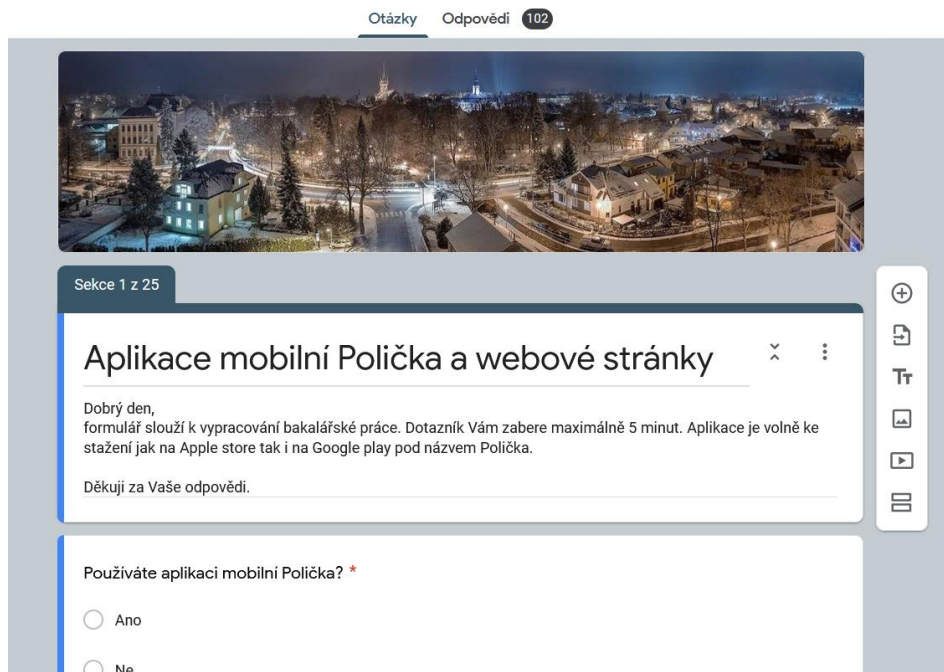 Otázky Odpovědi 102
Sekce 1 z 25
Aplikace mobilní Polička a webové stránky
Dobrý den,
formulář slouží k vypracování bakalářské práce. Dotazník Vám zabere maximálně 5 minut. Aplikace je volně ke
stažení jak na Apple store tak i na Google play pod názvem Polička.
Děkuji za Vaše odpovědi.
Používáte aplikaci mobilní Polička? *
Ano
Ne